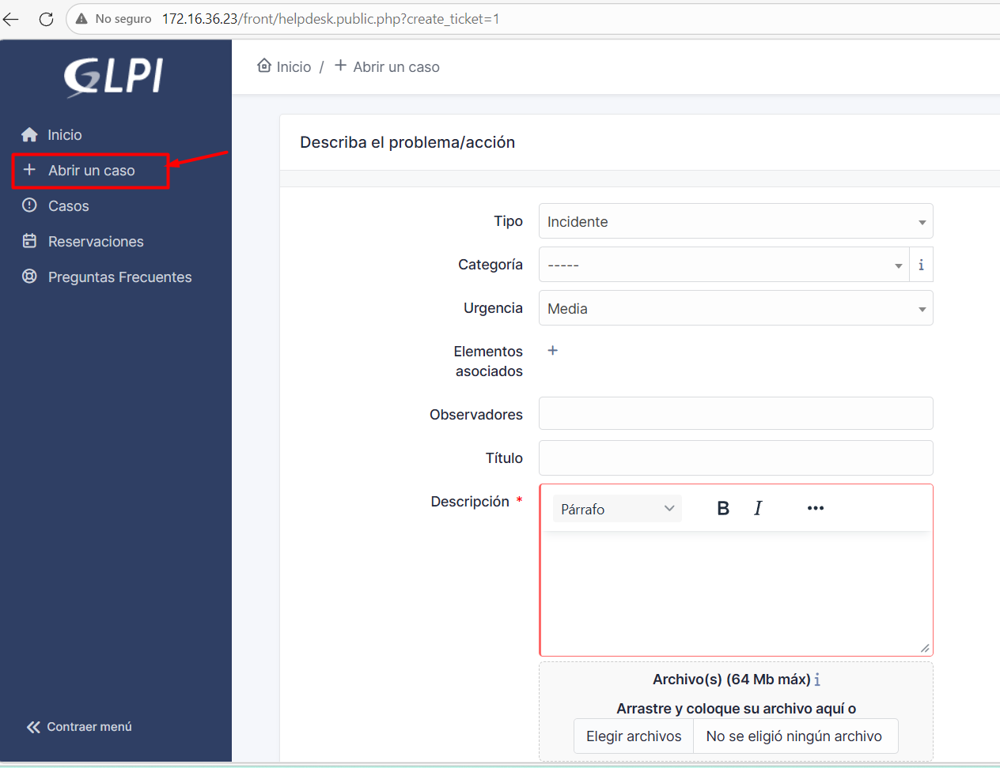 No seguro 172.16.36.23/front/helpdesk.public.php?create_ticket=1
GLPI
Inicio / + Abrir un caso
Inicio
+ Abrir un caso
Casos
Reservaciones
Preguntas Frecuentes
Contraer menú
Describa el problema/acción
Tipo Incidente
Categoría ----- i
Urgencia Media
Elementos +
asociados
Observadores
Título
Descripción * Párrafo B I •••
Archivo(s) (64 Mb máx) i
Arrastre y coloque su archivo aquí o
Elegir archivos No se eligió ningún archivo